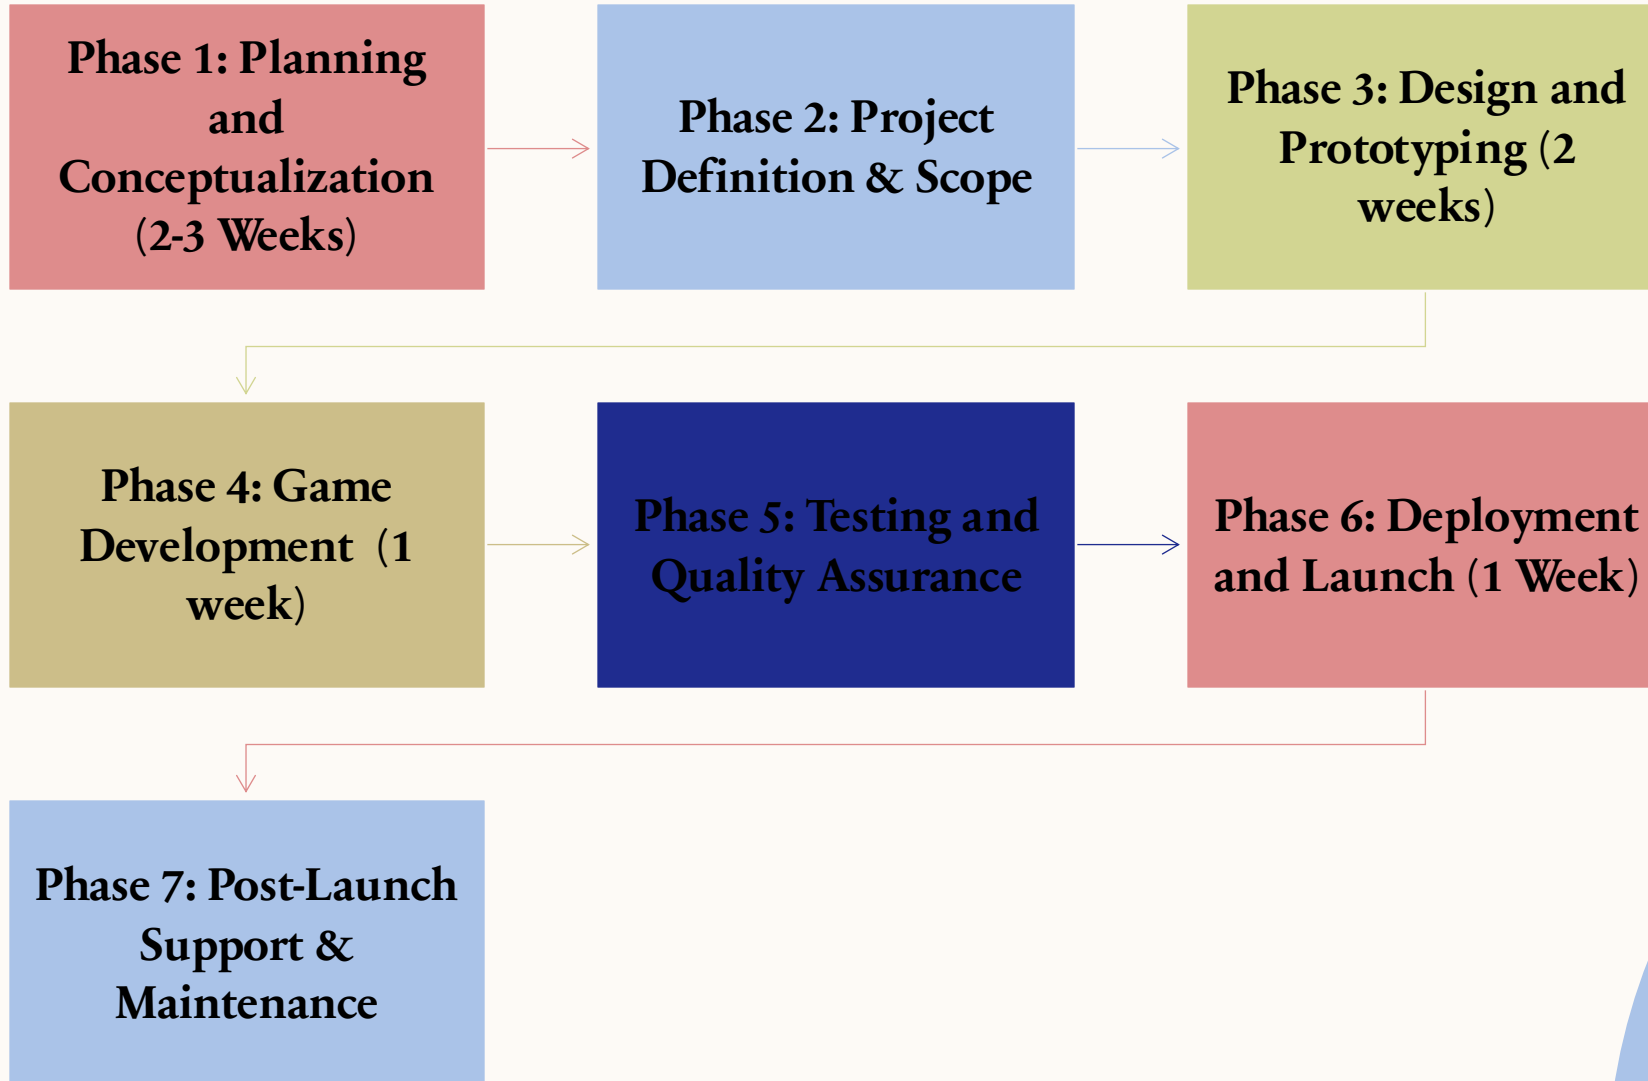 Phase 1: Planning
and
Conceptualization
(2-3 Weeks)
Phase 2: Project
Definition & Scope
Phase 3: Design and
Prototyping (2
weeks)
Phase 4: Game
Development (1
week)
Phase 5: Testing and
Quality Assurance
Phase 6: Deployment
and Launch (1 Week)
Phase 7: Post-Launch
Support &
Maintenance